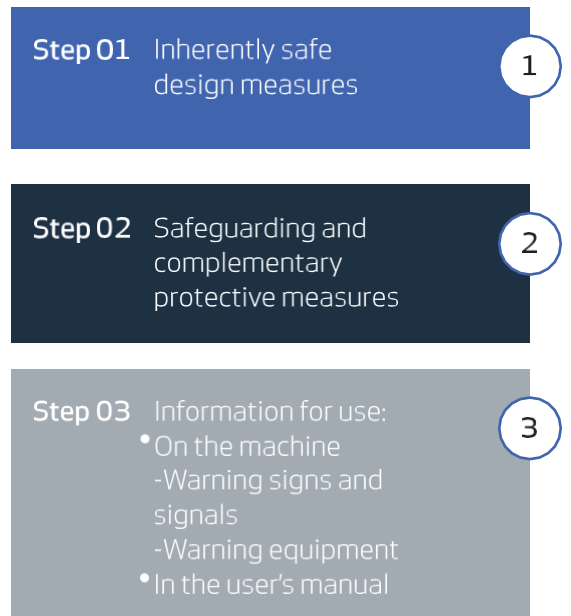 Step 01 Inherently safe
design measures
1
Step 02 Safeguarding and
complementary
protective measures
2
Step 03 Information for use:
• On the machine
-Warning signs and
signals
-Warning equipment
• In the user's manual
3